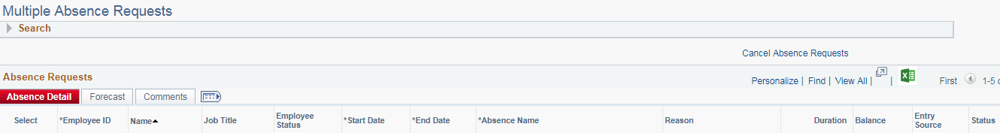 Multiple Absence Requests
Search
Cancel Absence Requests
Absence Requests
Personalize | Find | View All | |
First 1-5
Absence Detail Forecast Comments
Select *Employee ID Name Job Title Employee Status *Start Date *End Date *Absence Name Reason Duration Balance Entry Source Status